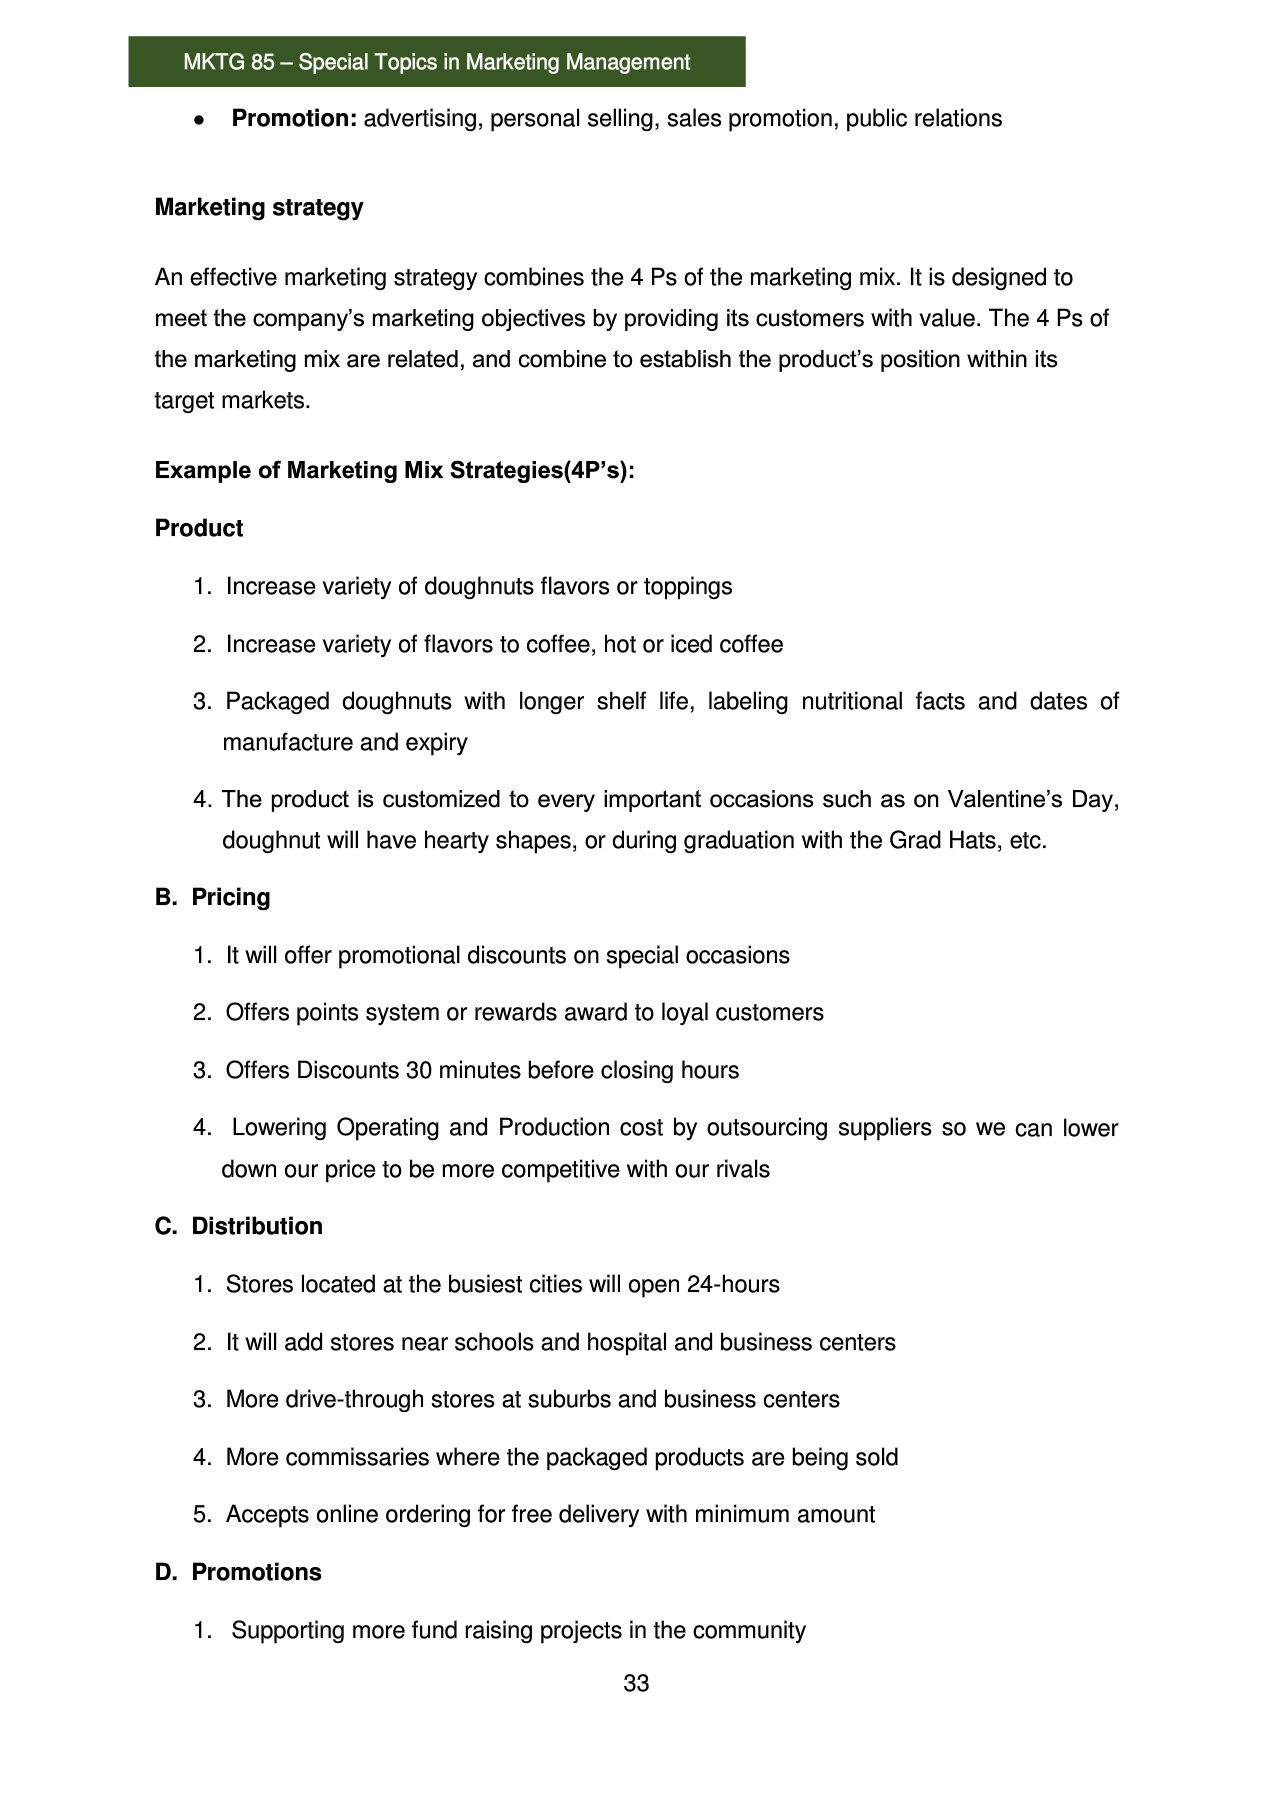 MKTG 85 – Special Topics in Marketing Management
● Promotion: advertising, personal selling, sales promotion, public relations
Marketing strategy
An effective marketing strategy combines the 4 Ps of the marketing mix. It is designed to
meet the company’s marketing objectives by providing its customers with value. The 4 Ps of
the marketing mix are related, and combine to establish the product’s position within its
target markets.
Example of Marketing Mix Strategies(4P’s):
Product
1. Increase variety of doughnuts flavors or toppings
2. Increase variety of flavors to coffee, hot or iced coffee
3. Packaged doughnuts with longer shelf life, labeling nutritional facts and dates of
manufacture and expiry
4. The product is customized to every important occasions such as on Valentine’s Day,
doughnut will have hearty shapes, or during graduation with the Grad Hats, etc.
B. Pricing
1. It will offer promotional discounts on special occasions
2. Offers points system or rewards award to loyal customers
3. Offers Discounts 30 minutes before closing hours
4. Lowering Operating and Production cost by outsourcing suppliers so we can lower
down our price to be more competitive with our rivals
C. Distribution
1. Stores located at the busiest cities will open 24-hours
2. It will add stores near schools and hospital and business centers
3. More drive-through stores at suburbs and business centers
4. More commissaries where the packaged products are being sold
5. Accepts online ordering for free delivery with minimum amount
D. Promotions
1. Supporting more fund raising projects in the community
33